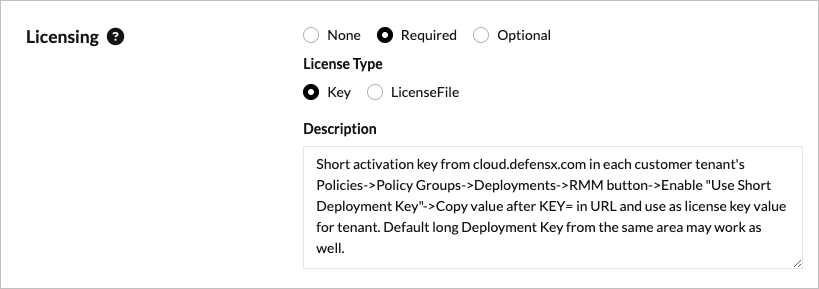 Licensing ?
None Required Optional
License Type
Key LicenseFile
Description
Short activation key from cloud.defensx.com in each customer tenant's
Policies->Policy Groups->Deployments->RMM button->Enable "Use Short
Deployment Key"->Copy value after KEY= in URL and use as license key value
for tenant. Default long Deployment Key from the same area may work as
well.